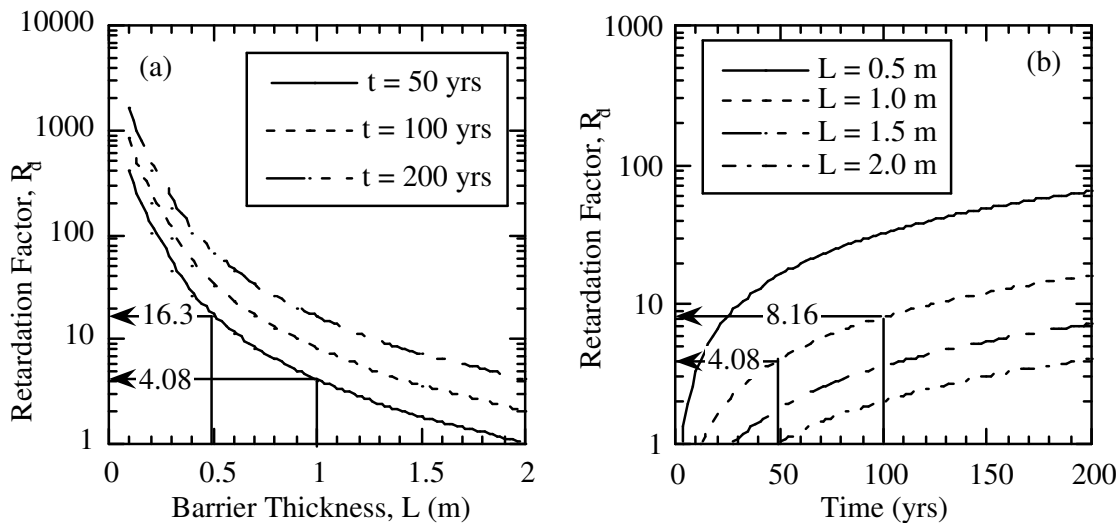 10000
1000
100
10
1
Retardation Factor, R_d
(a)
t = 50 yrs
t = 100 yrs
t = 200 yrs
16.3
4.08
0 0.5 1 1.5 2
Barrier Thickness, L (m)
1000
100
10
1
Retardation Factor, R_d
L = 0.5 m
L = 1.0 m
L = 1.5 m
L = 2.0 m
(b)
8.16
4.08
0 50 100 150 200
Time (yrs)